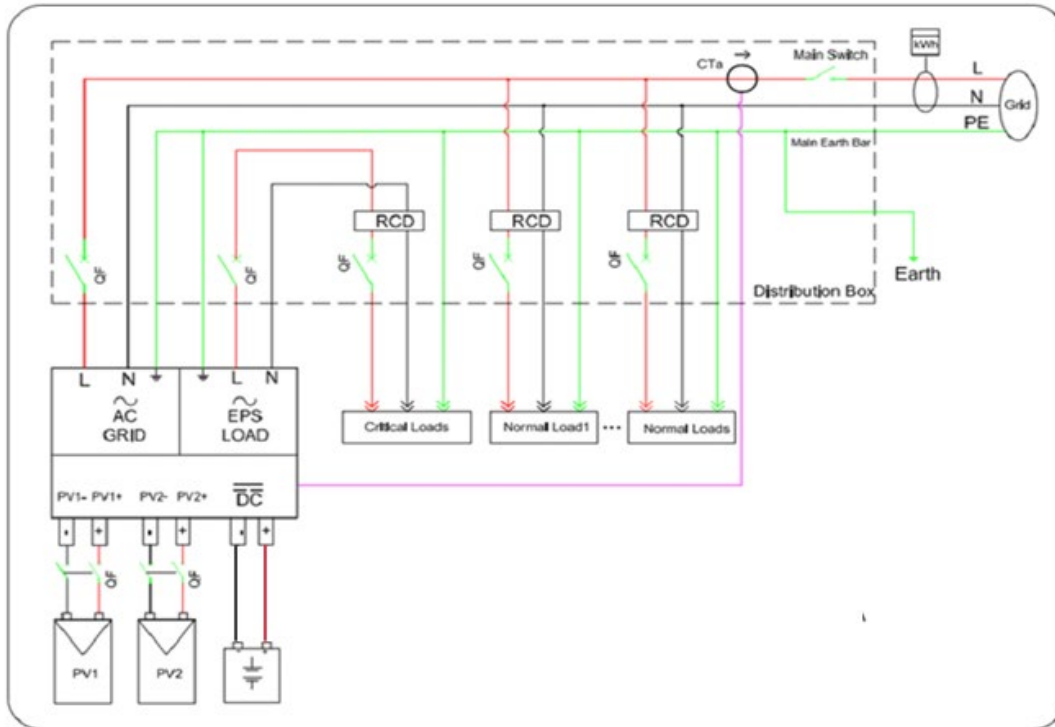 kWh
Main Switch
CTa
L
N
PE
Grid
Main Earth Bar
RCD
RCD
RCD
QF
QF
QF
QF
QF
Earth
Distribution Box
L
N
L
N
AC
GRID
EPS
LOAD
Critical Loads
Normal Load1
...
Normal Loads
PV1-
PV1+
PV2-
PV2+
DC
-
+
-
+
-
+
QF
QF
PV1
PV2